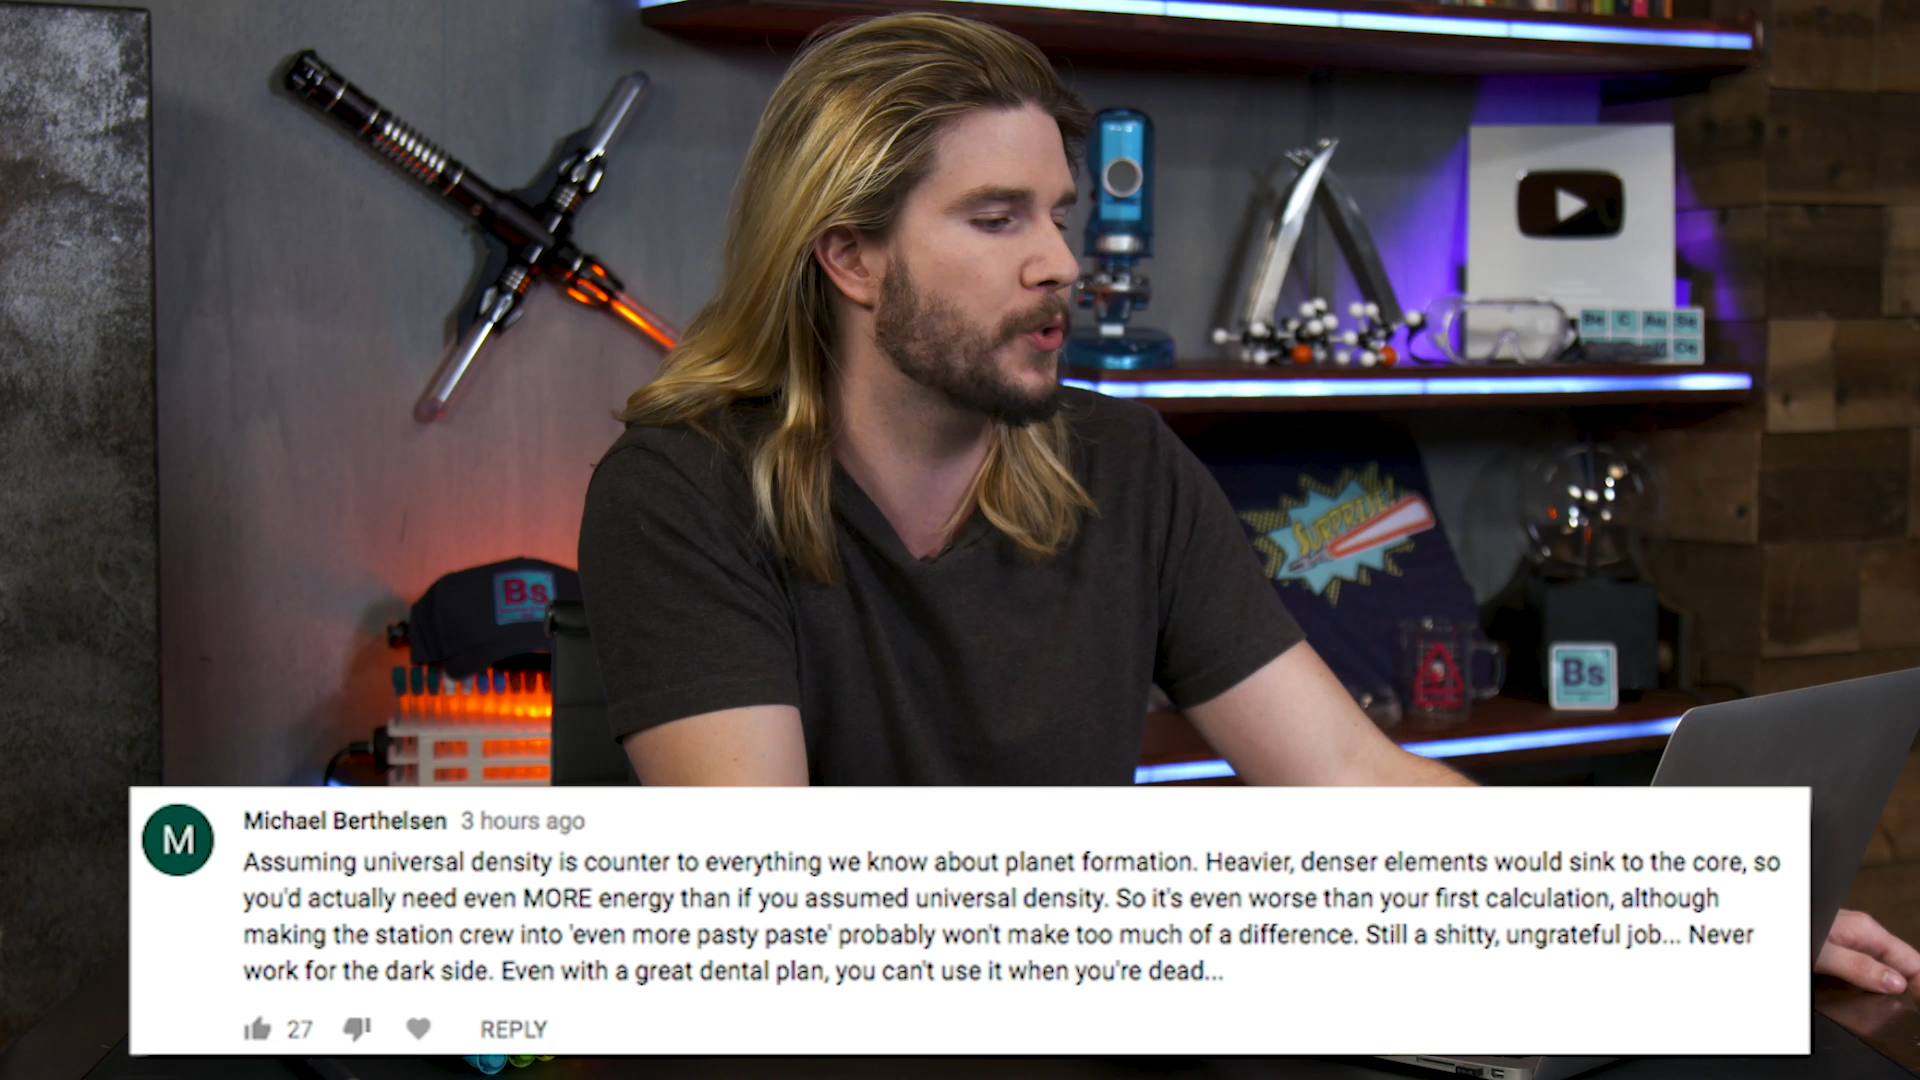 Be C Au Se
SURPRISE!
Bs
Bs
M
Michael Berthelsen 3 hours ago
Assuming universal density is counter to everything we know about planet formation. Heavier, denser elements would sink to the core, so
you'd actually need even MORE energy than if you assumed universal density. So it's even worse than your first calculation, although
making the station crew into 'even more pasty paste' probably won't make too much of a difference. Still a shitty, ungrateful job... Never
work for the dark side. Even with a great dental plan, you can't use it when you're dead...
27 REPLY